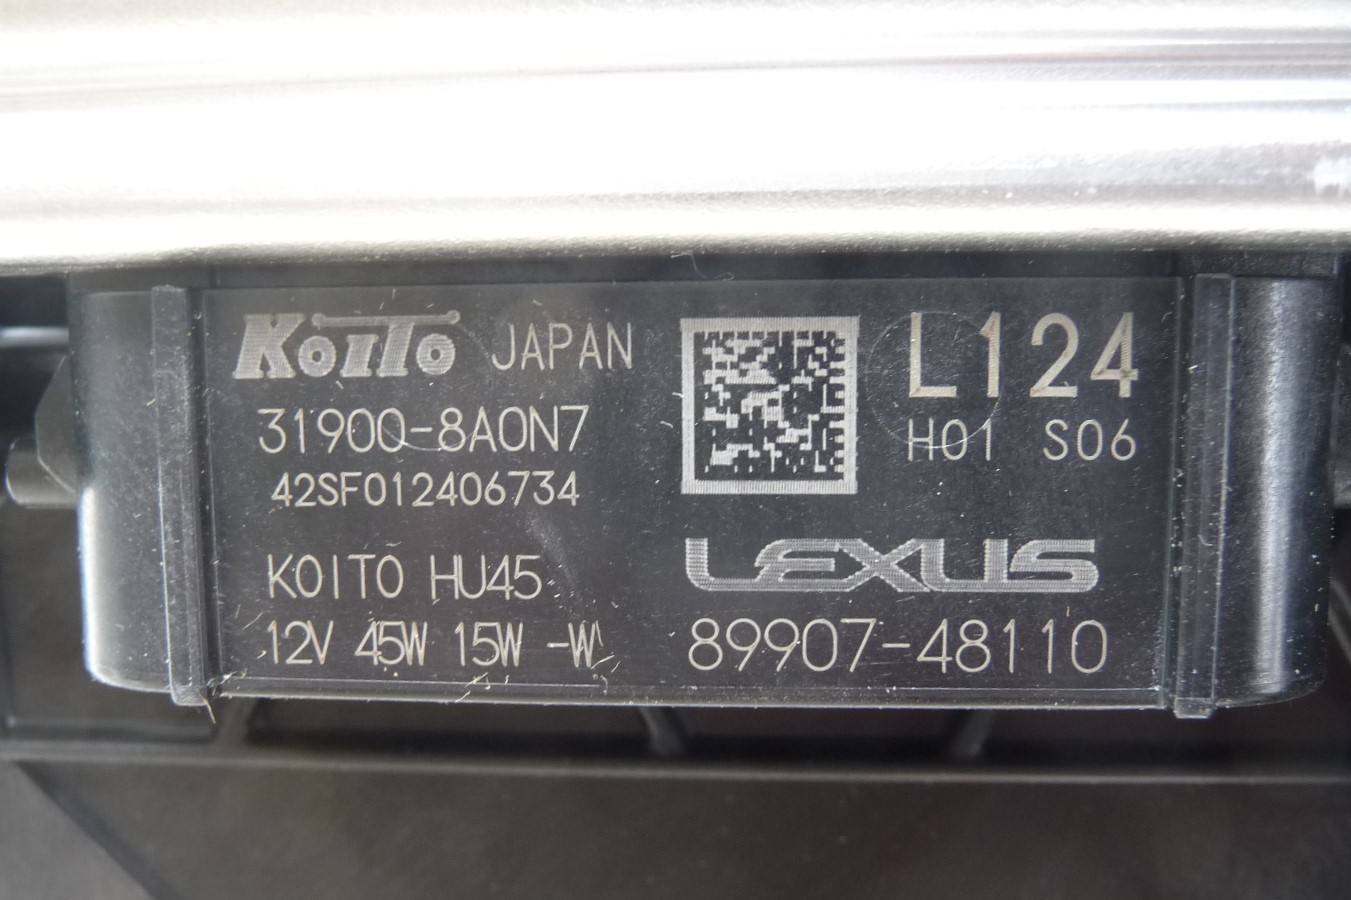 KOITO JAPAN
31900-8A0N7
42SF012406734
KOITO HU45
12V 45W 15W -W
L124
H01 S06
LEXUS
89907-48110